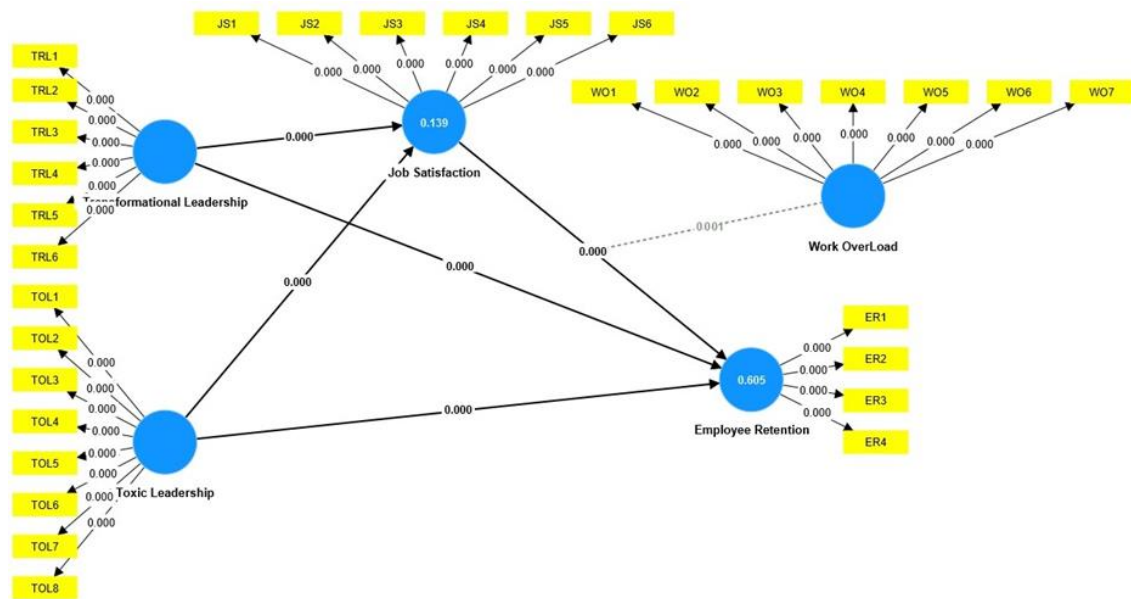 JS1
JS2
JS3
JS4
JS5
JS6
0.000
0.000
0.000
0.000
0.000
0.000
0.139
Job Satisfaction
TRL1
TRL2
TRL3
TRL4
TRL5
TRL6
0.000
0.000
0.000
0.000
0.000
0.000
Transformational Leadership
WO1
WO2
WO3
WO4
WO5
WO6
WO7
0.000
0.000
0.000
0.000
0.000
0.000
0.000
Work OverLoad
0.001
0.000
0.000
0.000
0.000
0.000
TOL1
TOL2
TOL3
TOL4
TOL5
TOL6
TOL7
TOL8
0.000
0.000
0.000
0.000
0.000
0.000
0.000
0.000
Toxic Leadership
ER1
ER2
ER3
ER4
0.000
0.000
0.000
0.000
0.605
Employee Retention